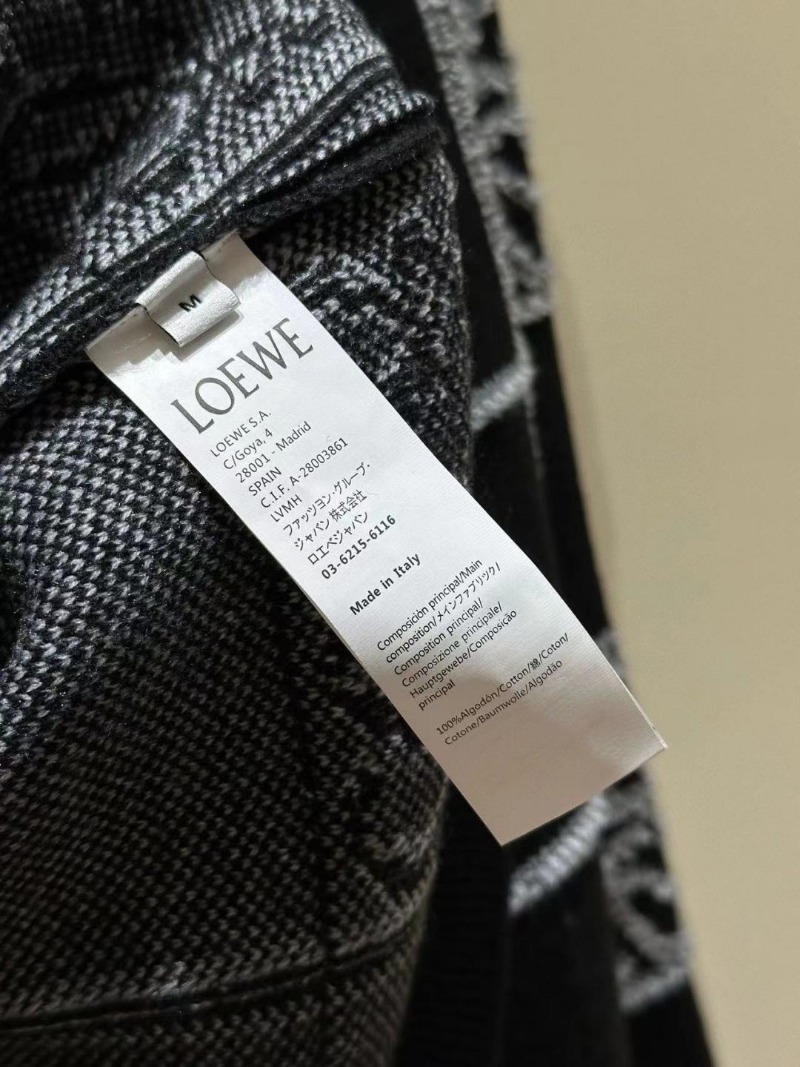 M
LOEWE
LOEWE S.A.
C/Goya, 4
28001 - Madrid
SPAIN
C.I.F. A-28003861
LVMH
ファッツヨン·グループ·
ジャパン 株式会社
ロエベジャパン
03-6215-6116
Made in Italy
Composición principal/Main
composition/メインファブリック/
Composition principal/
Composizione principale/
Hauptgewebe/Composição
principal
100%Algodón/Cotton/綿/Coton/
Cotone/Baumwolle/Algodão